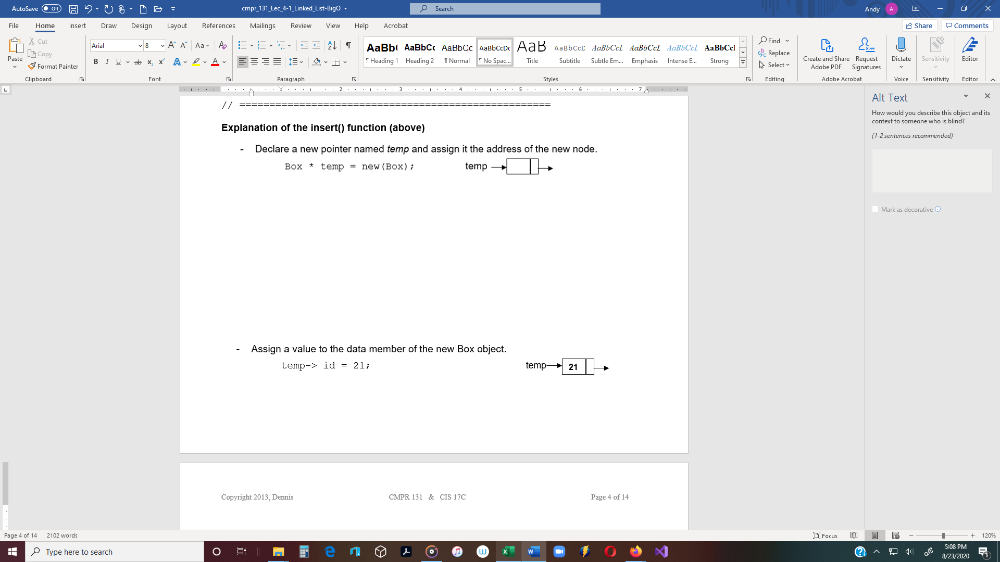 AutoSave Off cmpr_131_Lec_4-1_Linked_List-BigO Search Andy A
File Home Insert Draw Design Layout References Mailings Review View Help Acrobat Share Comments
Paste Cut Copy Format Painter
Arial 8 Aa
B I U ab x₂ x² A A
AaBb( AaBbCc AaBbCc AaBbCcDc AaB AaBbCcD AaBbCcL AaBbCcL AaBbCcL AaBbCcl
¶ Heading 1 Heading 2 ¶ Normal ¶ No Spac... Title Subtitle Subtle Em... Emphasis Intense E... Strong
Find Replace Select
Create and Share Adobe PDF Request Signatures Dictate Sensitivity Editor
Clipboard Font Paragraph Styles Editing Adobe Acrobat Voice Sensitivity Editor
1 2 3 4 5 6 7
// ====================================================
Explanation of the insert() function (above)
- Declare a new pointer named temp and assign it the address of the new node.
Box * temp = new(Box); temp
- Assign a value to the data member of the new Box object.
temp-> id = 21; temp 21
Copyright 2013, Dennis CMPR 131 & CIS 17C Page 4 of 14
Alt Text
How would you describe this object and its
context to someone who is blind?
(1-2 sentences recommended)
Mark as decorative
Page 4 of 14 2102 words Focus 120%
Type here to search
5:08 PM
8/23/2020
1